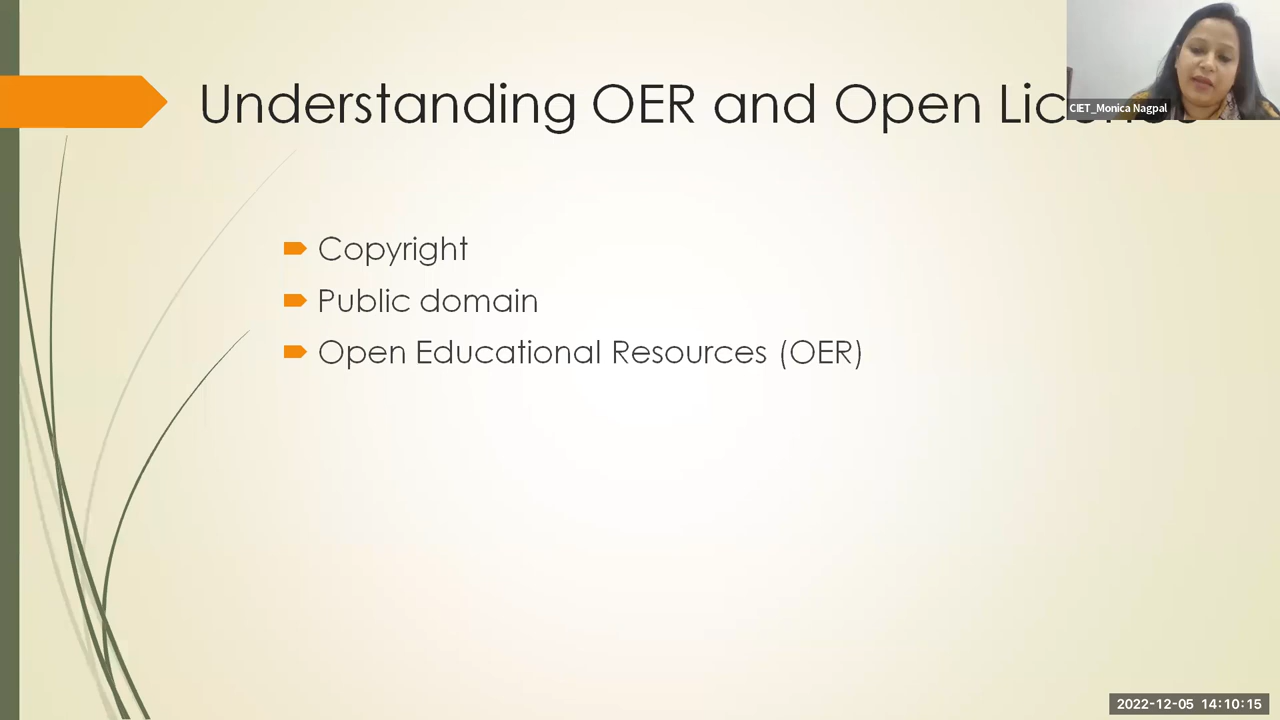 Understanding OER and Open
CIET_Monica Nagpal
Copyright
Public domain
Open Educational Resources (OER)
2022-12-05 14:10:15